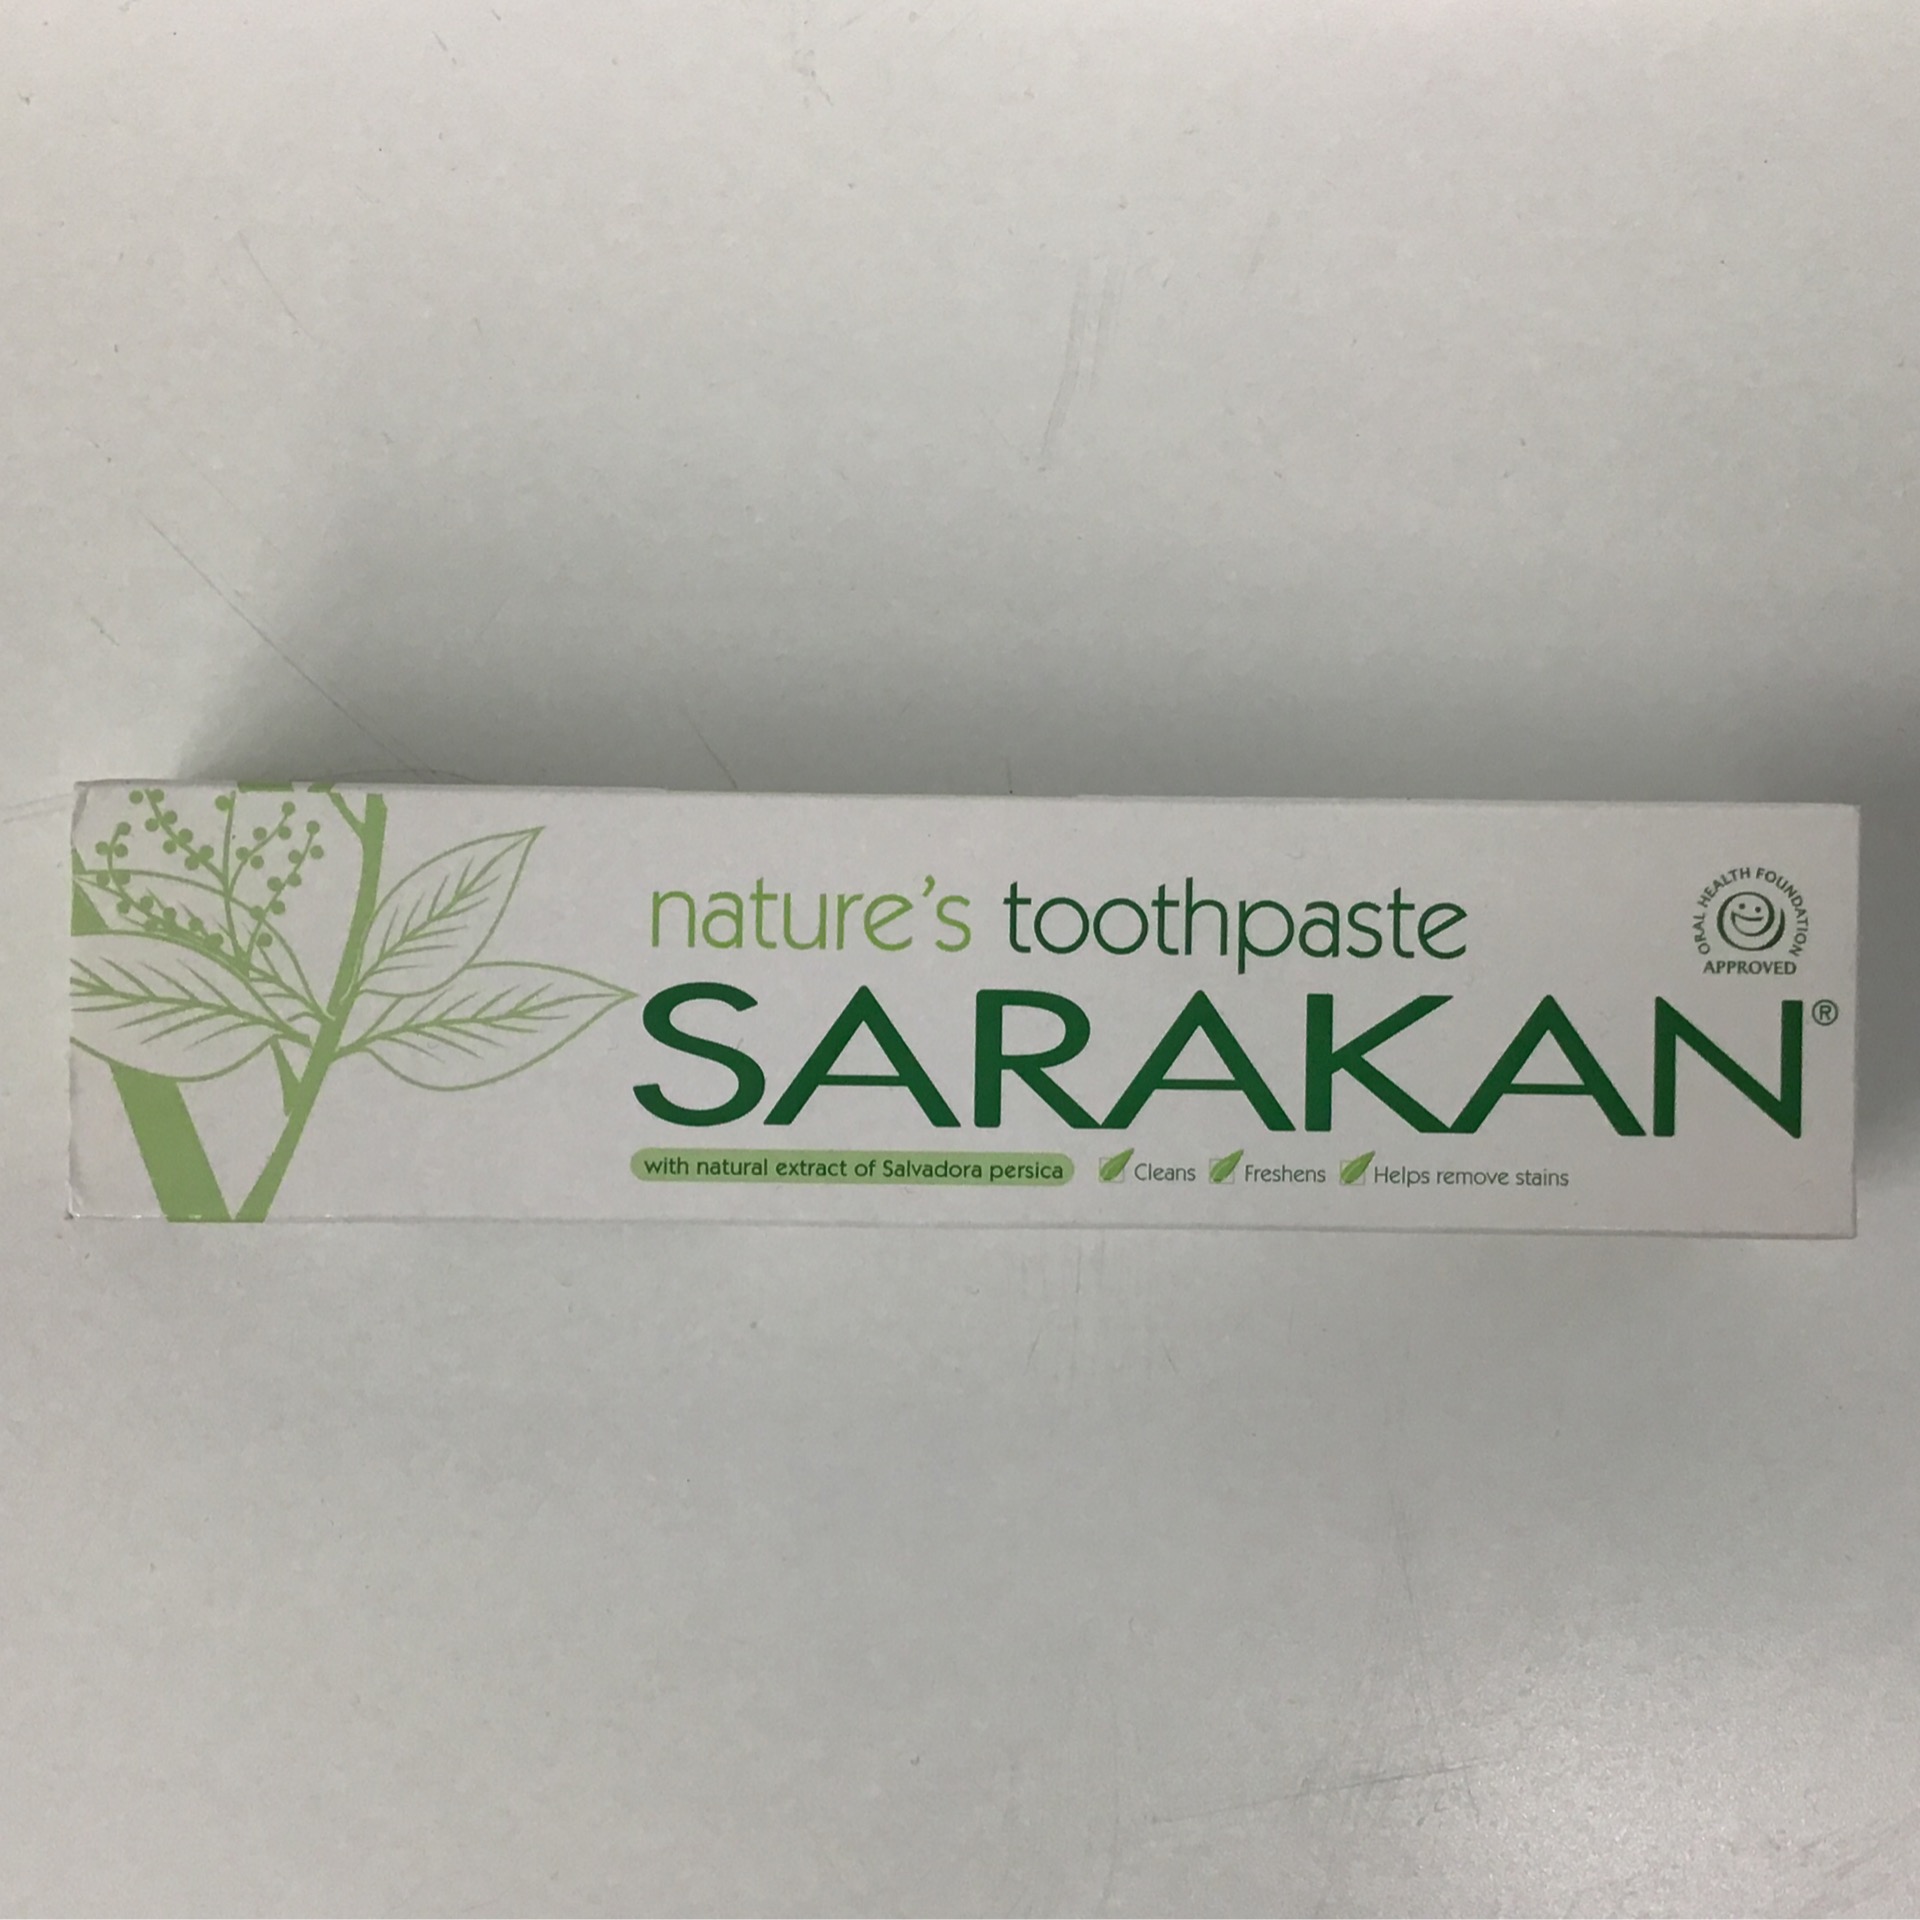 nature's toothpaste
ORAL HEALTH FOUNDATION
APPROVED
SARAKAN®
with natural extract of Salvadora persica Cleans Freshens Helps remove stains